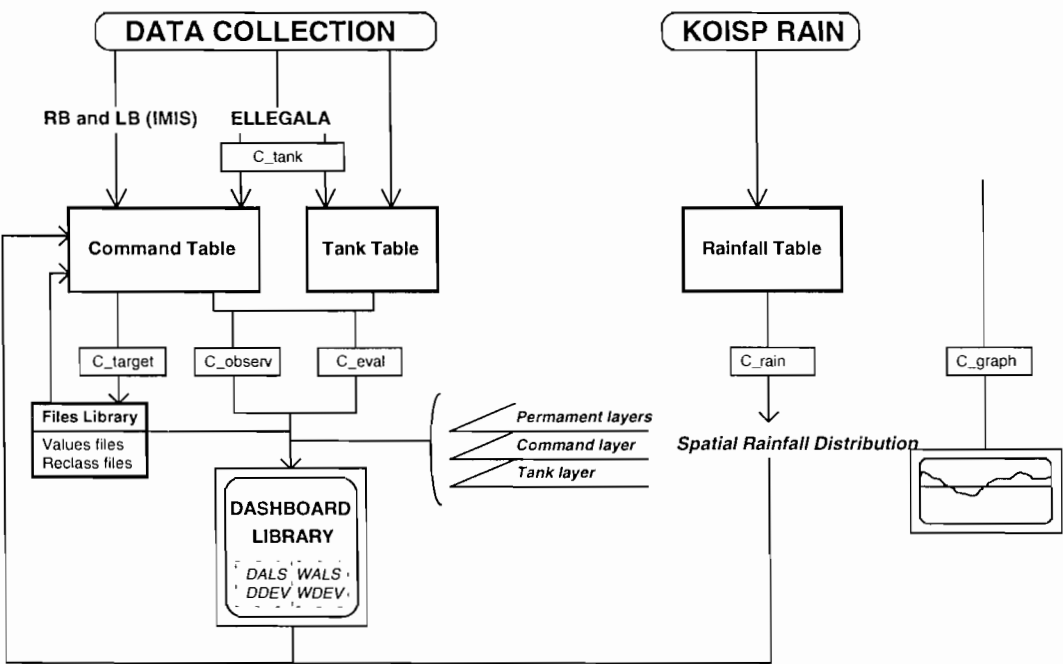 DATA COLLECTION
KOISP RAIN
RB and LB (IMIS)
ELLEGALA
C_tank
Command Table
Tank Table
Rainfall Table
C_target
C_observ
C_eval
C_rain
C_graph
Files Library
Values files
Reclass files
Permament layers
Command layer
Tank layer
Spatial Rainfall Distribution
DASHBOARD
LIBRARY
DALS WALS
DDEV WDEV